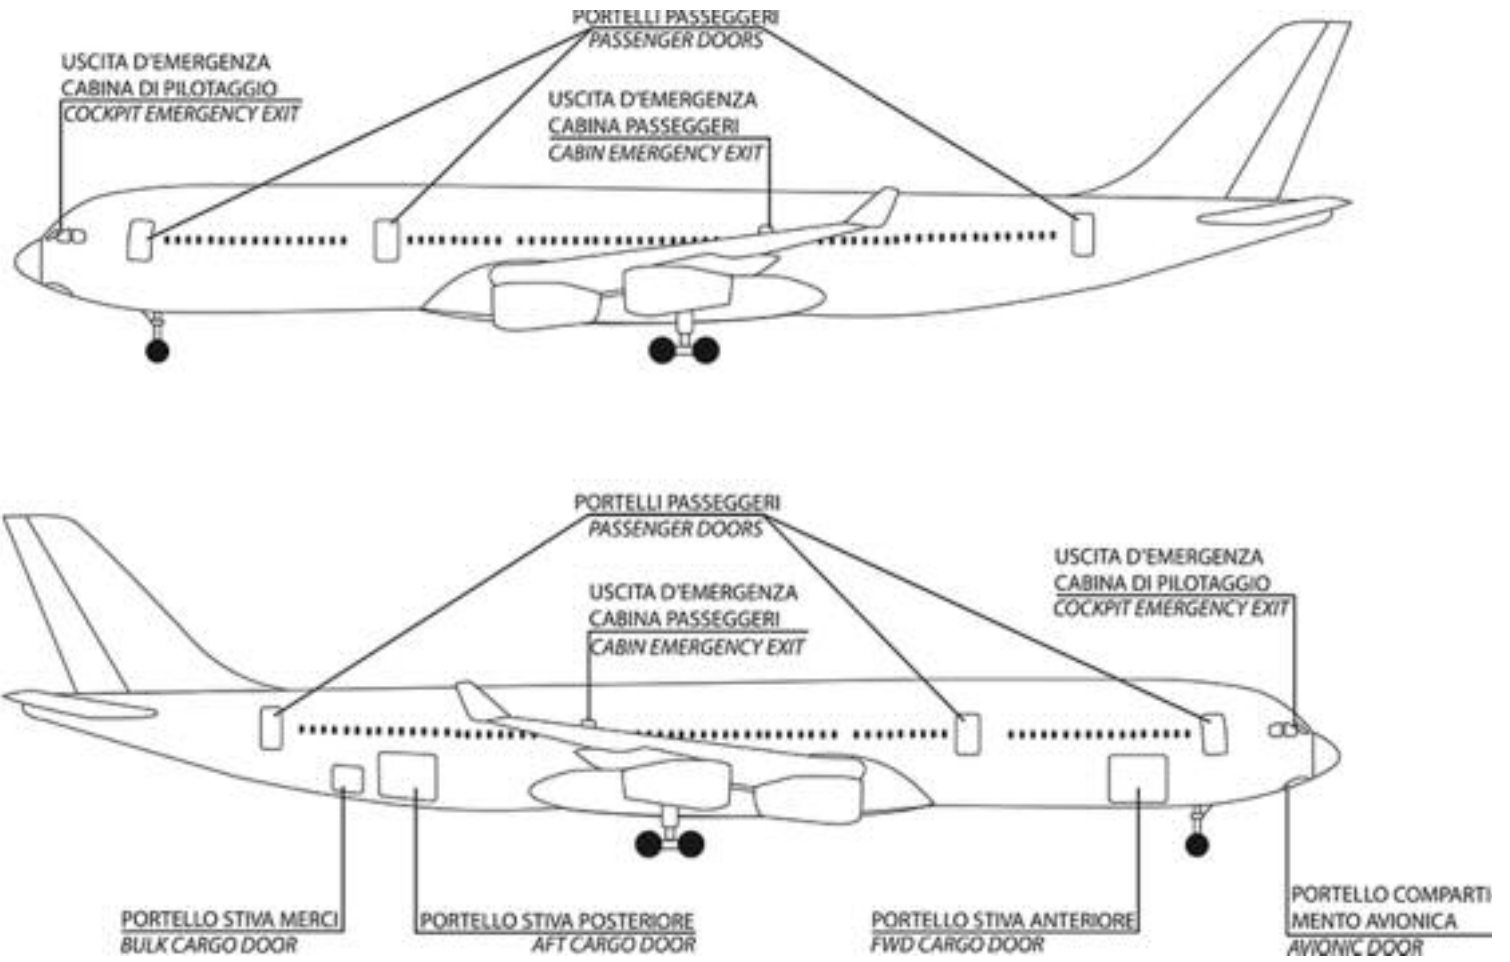 PORTELLI PASSEGGERI
PASSENGER DOORS
USCITA D'EMERGENZA
CABINA DI PILOTAGGIO
COCKPIT EMERGENCY EXIT
USCITA D'EMERGENZA
CABINA PASSEGGERI
CABIN EMERGENCY EXIT
PORTELLI PASSEGGERI
PASSENGER DOORS
USCITA D'EMERGENZA
CABINA DI PILOTAGGIO
COCKPIT EMERGENCY EXIT
USCITA D'EMERGENZA
CABINA PASSEGGERI
CABIN EMERGENCY EXIT
PORTELLO STIVA MERCI
BULK CARGO DOOR
PORTELLO STIVA POSTERIORE
AFT CARGO DOOR
PORTELLO STIVA ANTERIORE
FWD CARGO DOOR
PORTELLO COMPARTI
MENTO AVIONICA
AVIONIC DOOR